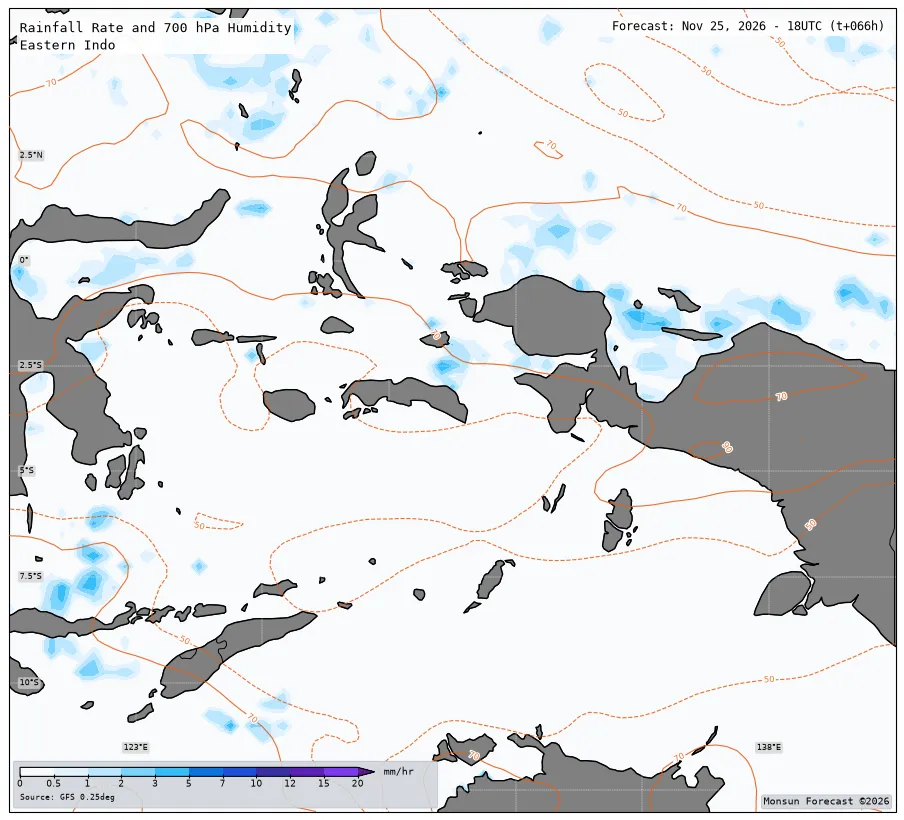 Rainfall Rate and 700 hPa Humidity
Eastern Indo
Forecast: Nov 25, 2026 - 18UTC (t+066h)
50
50
70
50
70
2.5°N
70
50
0°
70
2.5°S
70
50
5°S
50
50
7.5°S
50
10°S
50
70
123°E
138°E
70
70
mm/hr
0 0.5 1 2 3 5 7 10 12 15 20
Source: GFS 0.25deg
Monsun Forecast ©2026